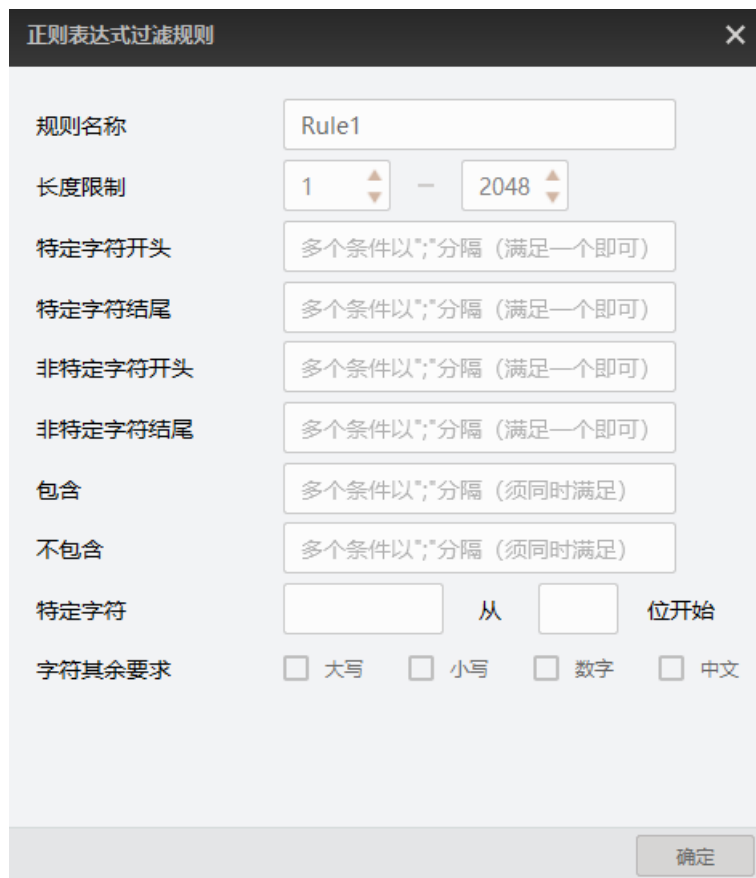 正则表达式过滤规则
规则名称 Rule1
长度限制 1 — 2048
特定字符开头 多个条件以";"分隔（满足一个即可）
特定字符结尾 多个条件以";"分隔（满足一个即可）
非特定字符开头 多个条件以";"分隔（满足一个即可）
非特定字符结尾 多个条件以";"分隔（满足一个即可）
包含 多个条件以";"分隔（须同时满足）
不包含 多个条件以";"分隔（须同时满足）
特定字符 从 位开始
字符其余要求 大写 小写 数字 中文
确定